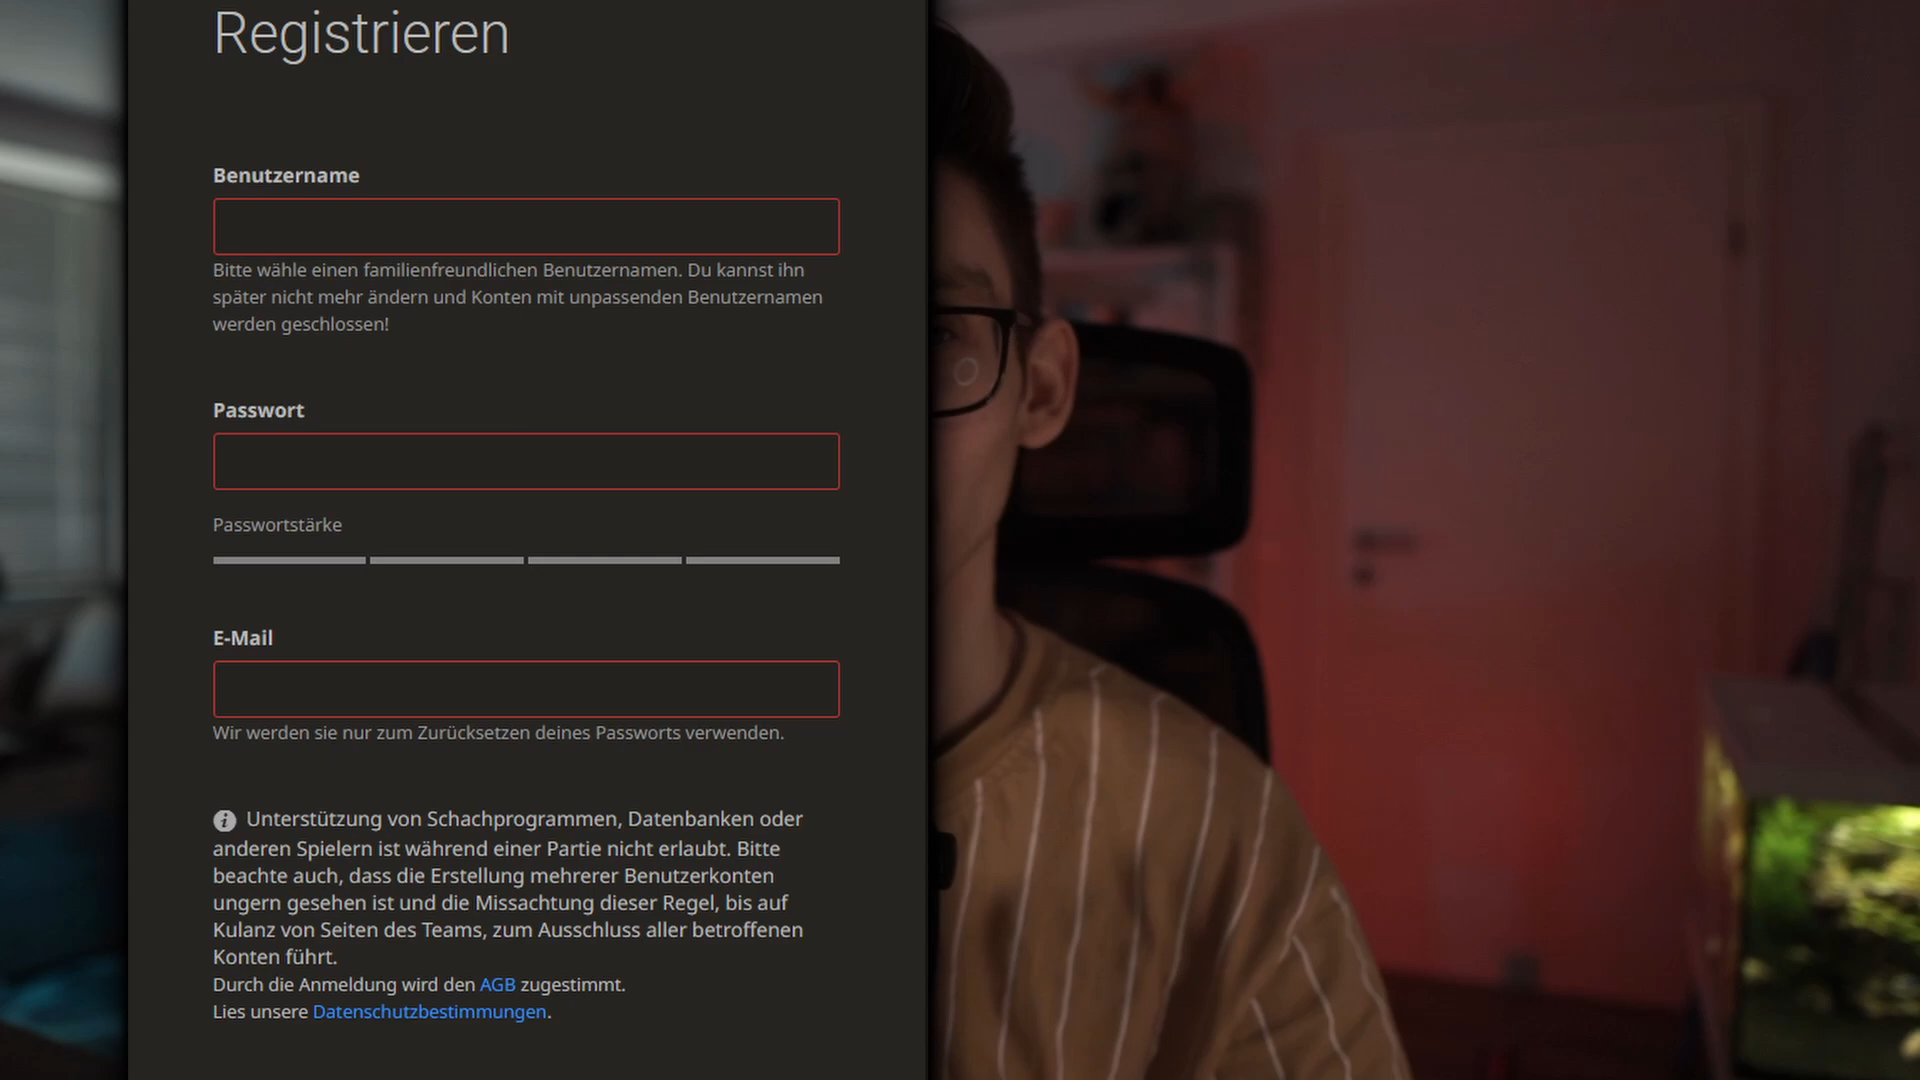 Registrieren
Benutzername
Bitte wähle einen familienfreundlichen Benutzernamen. Du kannst ihn
später nicht mehr ändern und Konten mit unpassenden Benutzernamen
werden geschlossen!
Passwort
Passwortstärke
E-Mail
Wir werden sie nur zum Zurücksetzen deines Passworts verwenden.
Unterstützung von Schachprogrammen, Datenbanken oder
anderen Spielern ist während einer Partie nicht erlaubt. Bitte
beachte auch, dass die Erstellung mehrerer Benutzerkonten
ungern gesehen ist und die Missachtung dieser Regel, bis auf
Kulanz von Seiten des Teams, zum Ausschluss aller betroffenen
Konten führt.
Durch die Anmeldung wird den AGB zugestimmt.
Lies unsere Datenschutzbestimmungen.